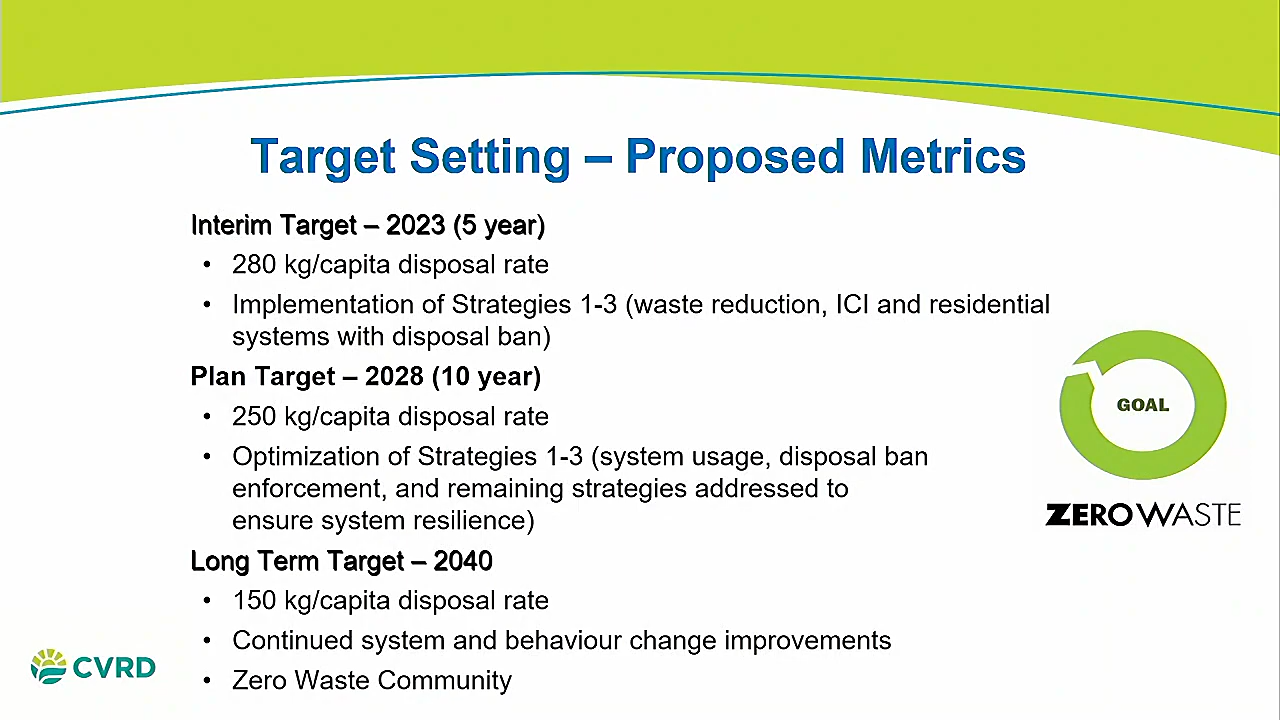 Target Setting – Proposed Metrics
Interim Target – 2023 (5 year)
• 280 kg/capita disposal rate
• Implementation of Strategies 1-3 (waste reduction, ICI and residential
systems with disposal ban)
Plan Target – 2028 (10 year)
• 250 kg/capita disposal rate
• Optimization of Strategies 1-3 (system usage, disposal ban
enforcement, and remaining strategies addressed to
ensure system resilience)
Long Term Target – 2040
• 150 kg/capita disposal rate
• Continued system and behaviour change improvements
• Zero Waste Community
GOAL
ZEROWASTE
CVRD